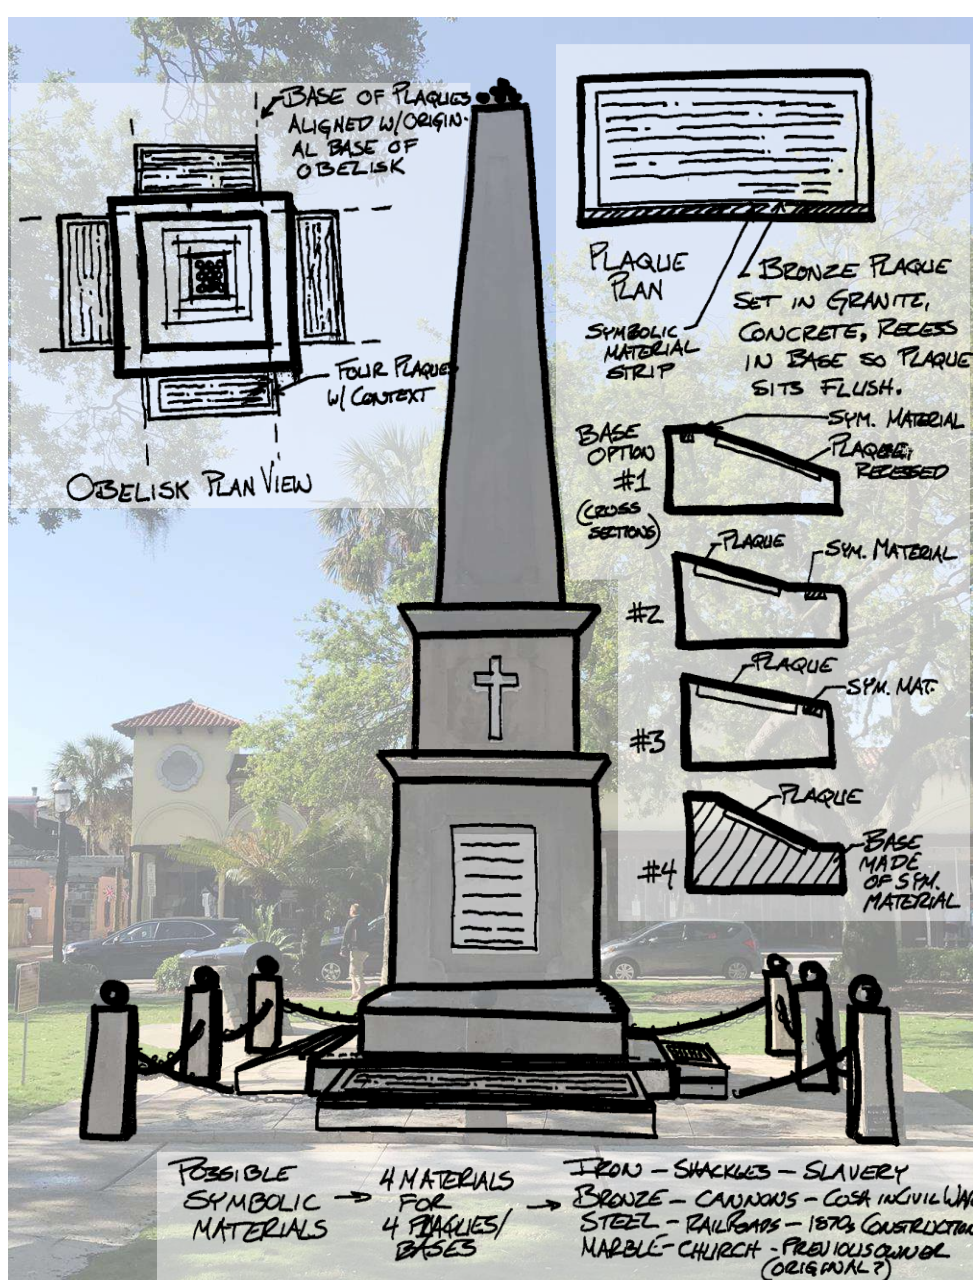 BASE OF PLAQUES
ALIGNED W/ORIGIN-
AL BASE OF
OBELISK
FOUR PLAQUES
W/ CONTEXT
OBELISK PLAN VIEW
PLAQUE
PLAN
SYMBOLIC
MATERIAL
STRIP
BRONZE PLAQUE
SET IN GRANITE,
CONCRETE, RECESS
IN BASE SO PLAQUE
SITS FLUSH.
BASE
OPTION
#1
(CROSS
SECTIONS)
SYM. MATERIAL
PLAQUE,
RECESSED
#2
PLAQUE
SYM. MATERIAL
#3
PLAQUE
SYM. MAT.
#4
PLAQUE
BASE
MADE
OF SYM.
MATERIAL
POSSIBLE
SYMBOLIC
MATERIALS
→ 4 MATERIALS
FOR
4 PLAQUES/
BASES
→ IRON - SHACKLES - SLAVERY
BRONZE - CANNONS - COSA IN CIVIL WAR
STEEL - RAILROADS - 1870s CONSTRUCTION
MARBLE - CHURCH - PREVIOUS OWNER
(ORIGINAL?)